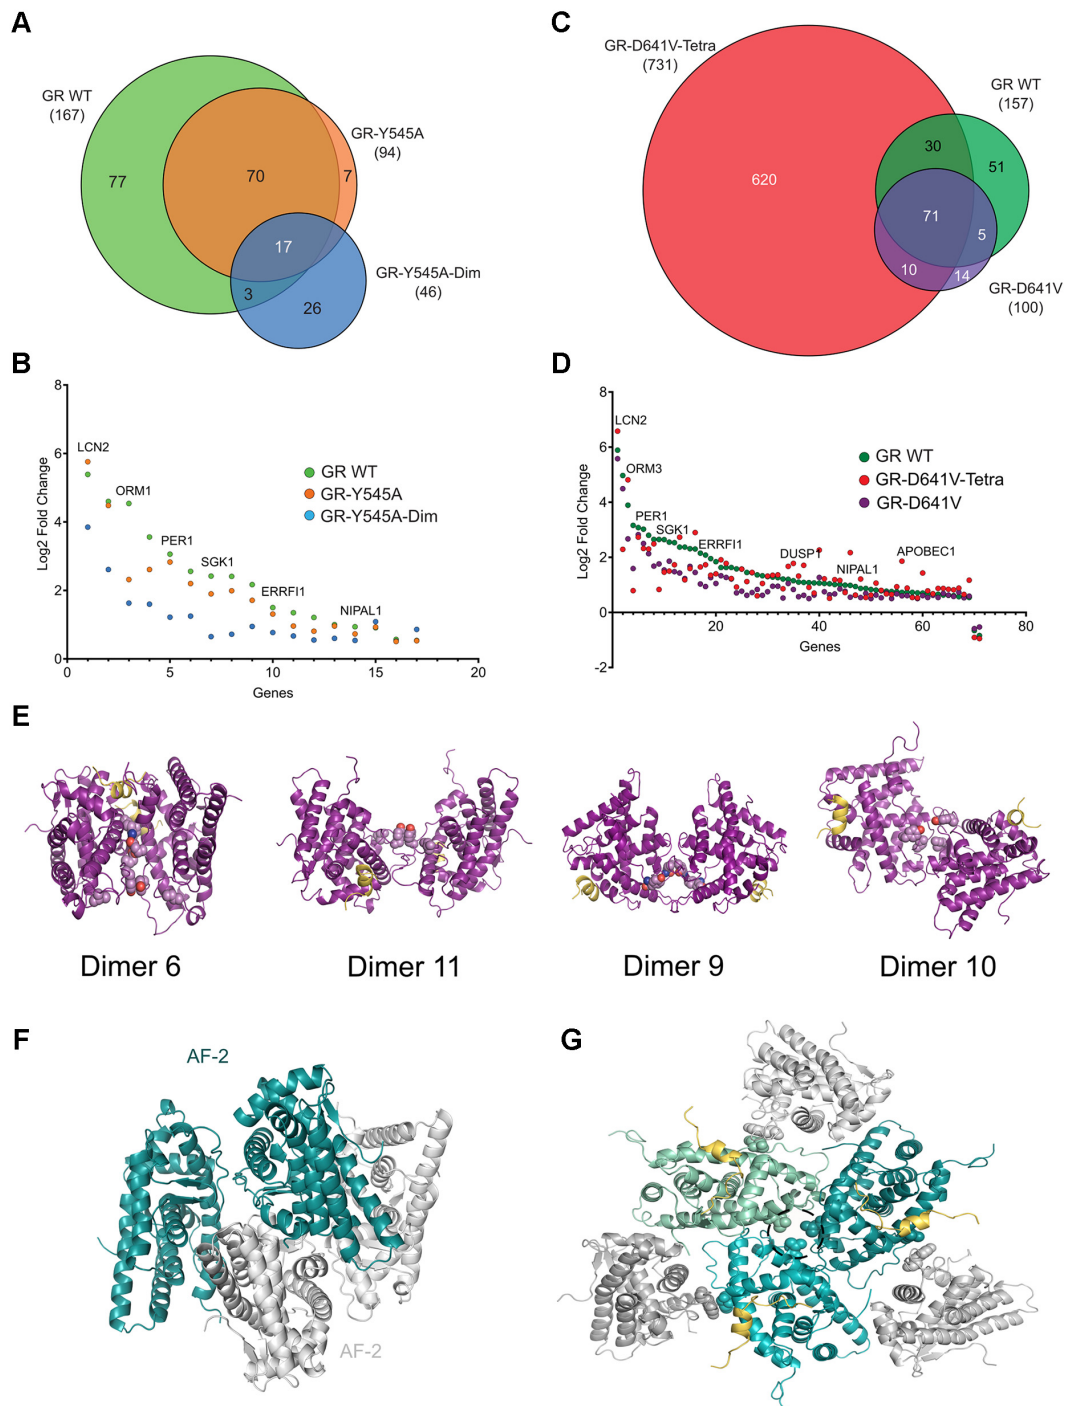 A
GR WT
(167)
GR-Y545A
(94)
77
70
7
17
3
26
GR-Y545A-Dim
(46)
C
GR-D641V-Tetra
(731)
GR WT
(157)
30
51
620
71
5
10
14
GR-D641V
(100)
B
8
6
4
2
0
Log2 Fold Change
LCN2
ORM1
PER1
SGK1
ERRFI1
NIPAL1
GR WT
GR-Y545A
GR-Y545A-Dim
0
5
10
15
20
Genes
D
8
6
4
2
0
-2
Log2 Fold Change
LCN2
ORM3
PER1
SGK1
ERRFI1
DUSP1
NIPAL1
APOBEC1
GR WT
GR-D641V-Tetra
GR-D641V
20
40
60
80
Genes
E
Dimer 6
Dimer 11
Dimer 9
Dimer 10
F
AF-2
AF-2
G